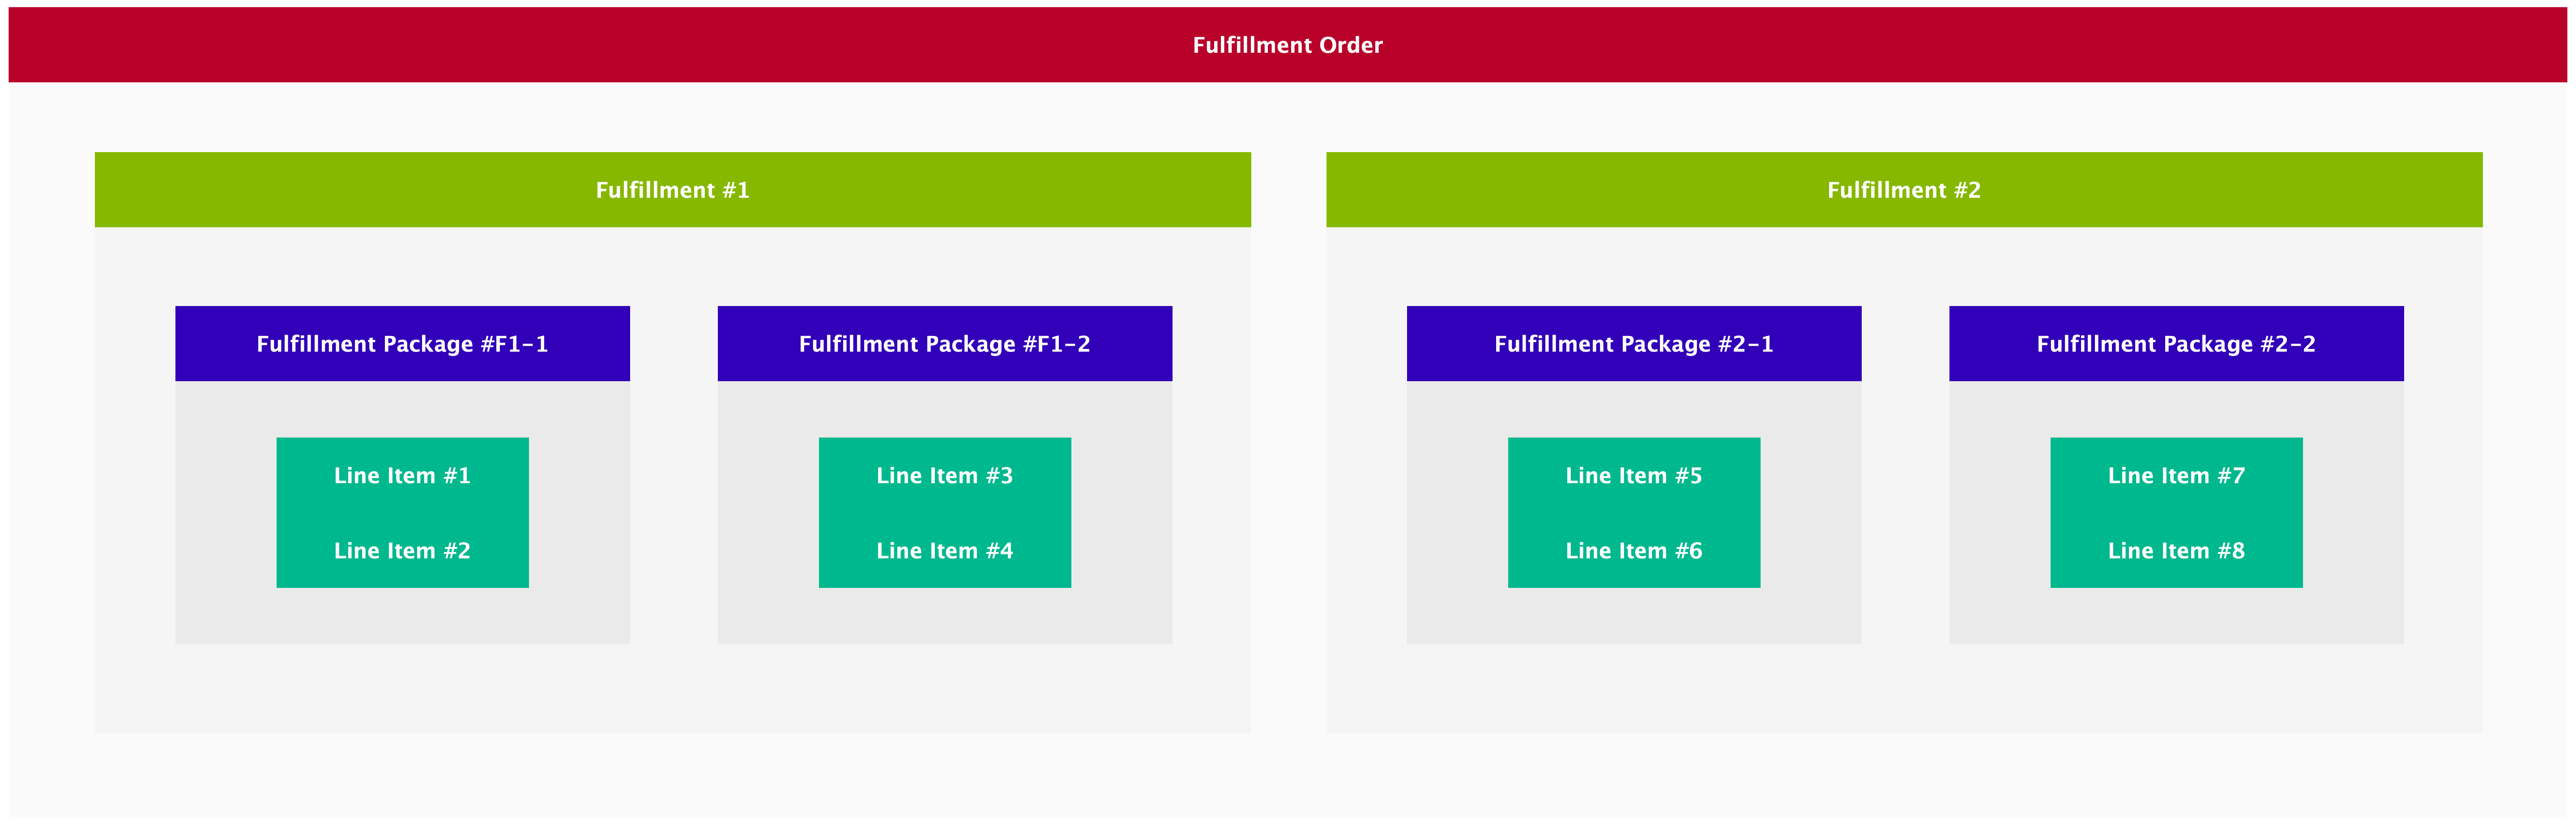 Fulfillment Order
Fulfillment #1
Fulfillment Package #F1-1
Line Item #1
Line Item #2
Fulfillment Package #F1-2
Line Item #3
Line Item #4
Fulfillment #2
Fulfillment Package #2-1
Line Item #5
Line Item #6
Fulfillment Package #2-2
Line Item #7
Line Item #8